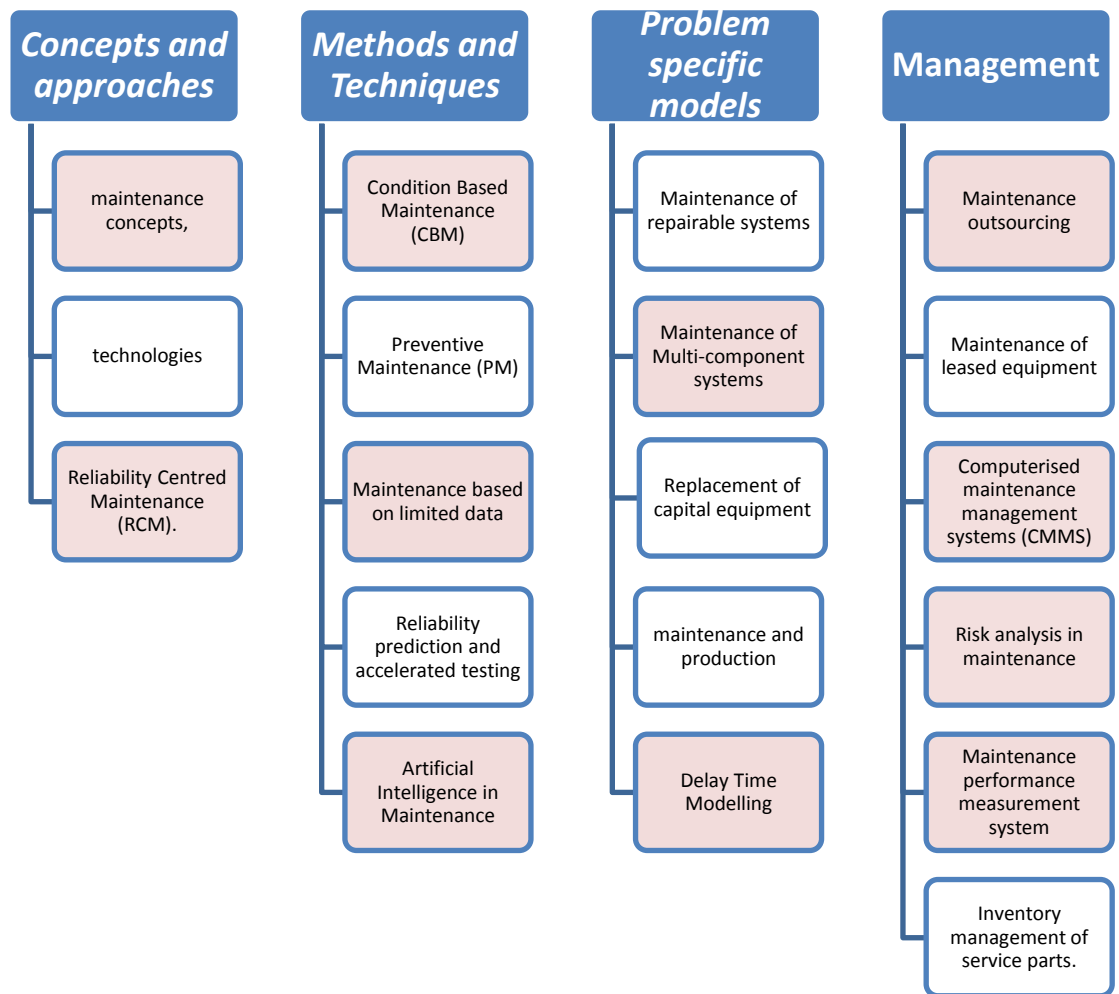 Concepts and
approaches
maintenance
concepts,
technologies
Reliability Centred
Maintenance
(RCM).
Methods and
Techniques
Condition Based
Maintenance
(CBM)
Preventive
Maintenance (PM)
Maintenance based
on limited data
Reliability
prediction and
accelerated testing
Artificial
Intelligence in
Maintenance
Problem
specific
models
Maintenance of
repairable systems
Maintenance of
Multi-component
systems
Replacement of
capital equipment
maintenance and
production
Delay Time
Modelling
Management
Maintenance
outsourcing
Maintenance of
leased equipment
Computerised
maintenance
management
systems (CMMS)
Risk analysis in
maintenance
Maintenance
performance
measurement
system
Inventory
management of
service parts.